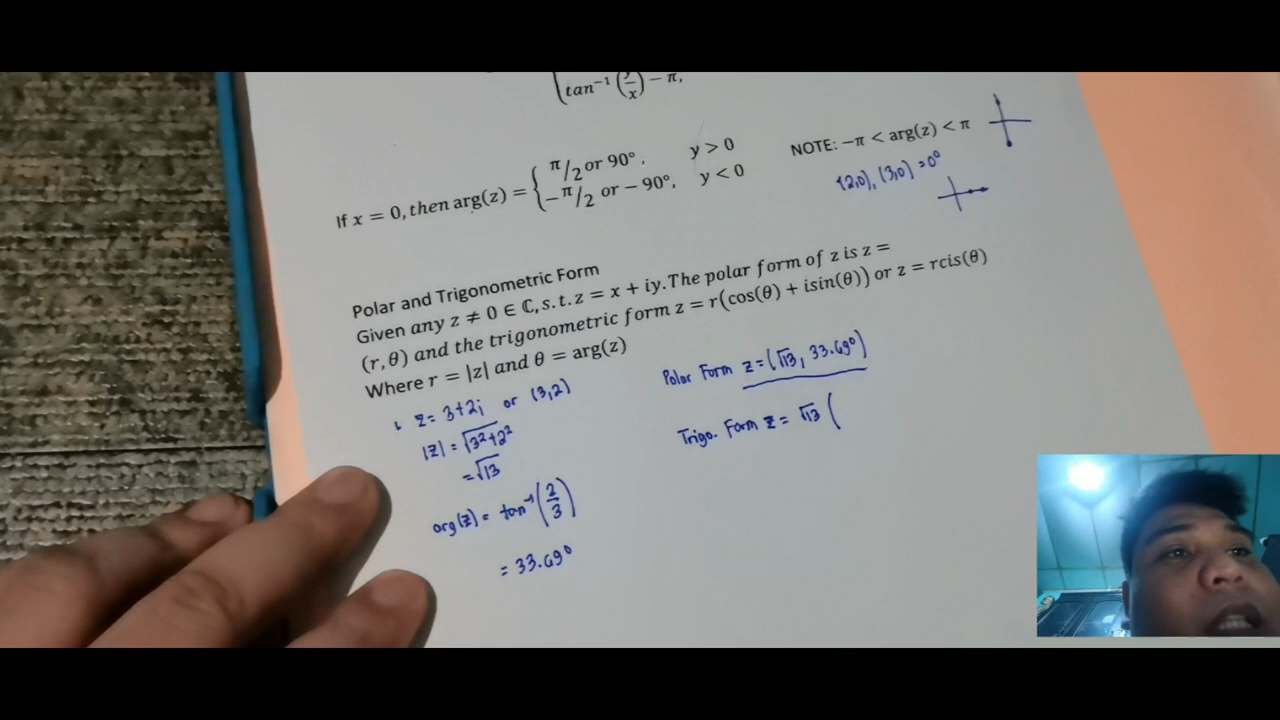 tan⁻¹(y/x) − π,
If x = 0, then arg(z) = { π/2 or 90°, y > 0
−π/2 or − 90°, y < 0
NOTE: −π < arg(z) < π
(2,0), (3,0) = 0°
Polar and Trigonometric Form
Given any z ≠ 0 ∈ ℂ, s.t. z = x + iy. The polar form of z is z =
(r, θ) and the trigonometric form z = r(cos(θ) + isin(θ)) or z = rcis(θ)
Where r = |z| and θ = arg(z)
1. z = 3+2i or (3,2)
|z| = √3²+2²
= √13
arg(z) = tan⁻¹(2/3)
= 33.69°
Polar Form z = (√13, 33.69°)
Trigo. Form z = √13 (